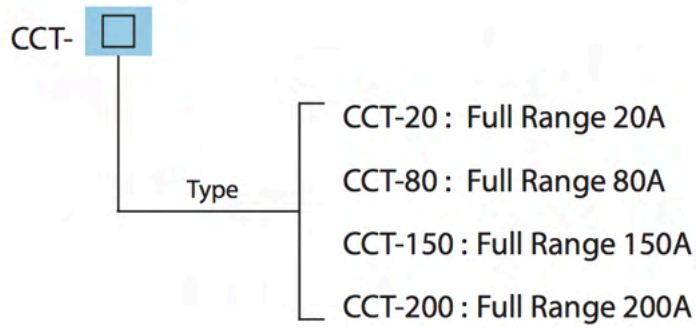 CCT- □
CCT-20 : Full Range 20A
CCT-80 : Full Range 80A
Type
CCT-150 : Full Range 150A
CCT-200 : Full Range 200A